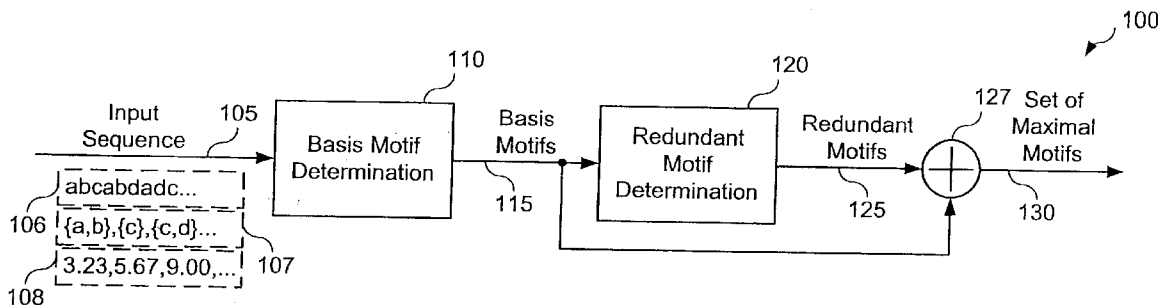 100
110
120
127
Input
Sequence
105
Basis Motif
Determination
Basis
Motifs
115
Redundant
Motif
Determination
Redundant
Motifs
125
Set of
Maximal
Motifs
130
106
abcabdadc...
{a,b},{c},{c,d}...
107
3.23,5.67,9.00,...
108